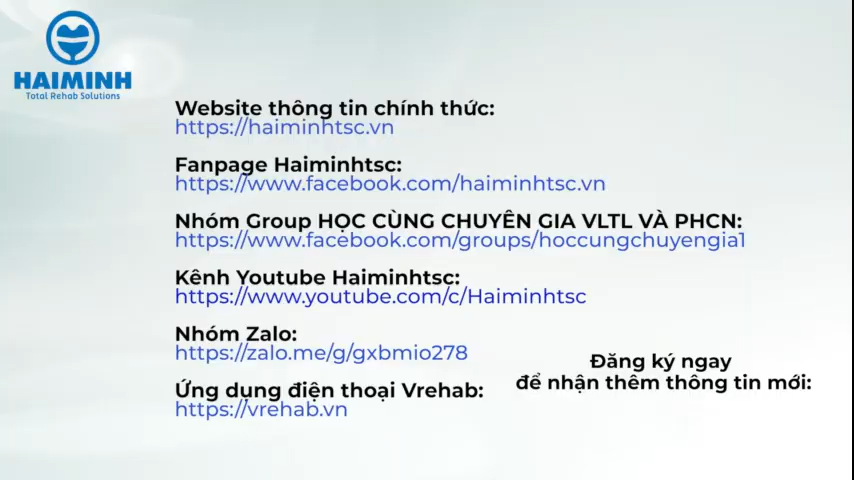 HAIMINH
Total Rehab Solutions
Website thông tin chính thức:
https://haiminhtsc.vn
Fanpage Haiminhtsc:
https://www.facebook.com/haiminhtsc.vn
Nhóm Group HỌC CÙNG CHUYÊN GIA VLTL VÀ PHCN:
https://www.facebook.com/groups/hoccungchuyengia1
Kênh Youtube Haiminhtsc:
https://www.youtube.com/c/Haiminhtsc
Nhóm Zalo:
https://zalo.me/g/gxbmio278
Ứng dụng điện thoại Vrehab:
https://vrehab.vn
Đăng ký ngay
để nhận thêm thông tin mới: